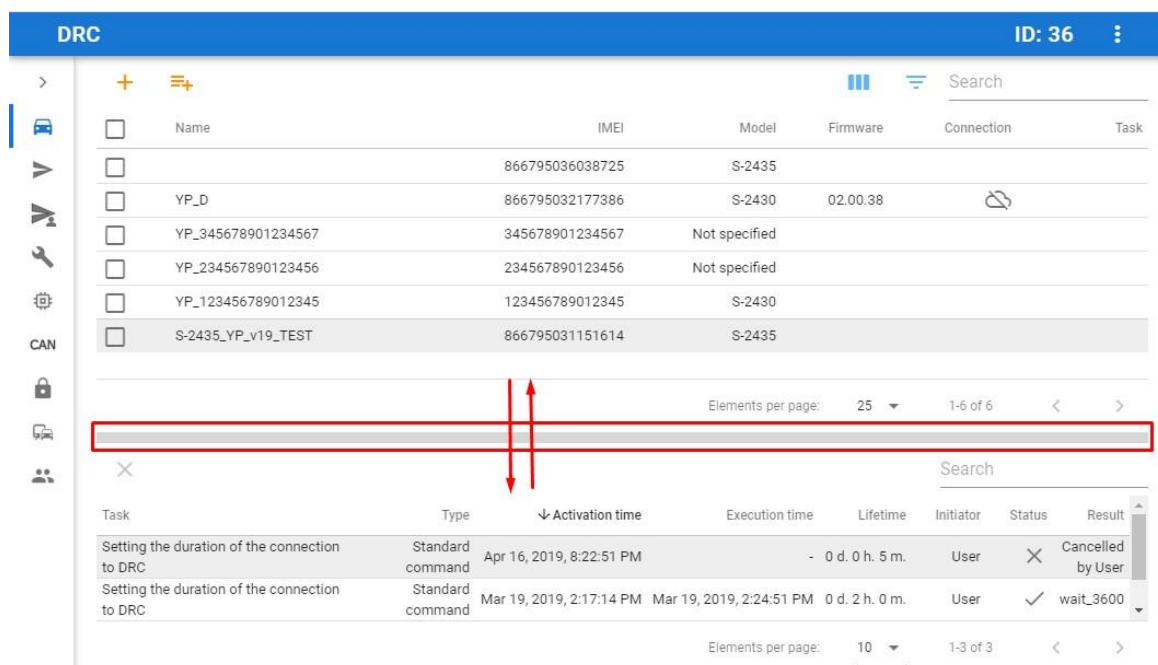 DRC ID: 36
Search
Name IMEI Model Firmware Connection Task
866795036038725 S-2435
YP_D 866795032177386 S-2430 02.00.38
YP_345678901234567 345678901234567 Not specified
YP_234567890123456 234567890123456 Not specified
YP_123456789012345 123456789012345 S-2430
S-2435_YP_v19_TEST 866795031151614 S-2435
CAN
Elements per page: 25 1-6 of 6
Search
Task Type Activation time Execution time Lifetime Initiator Status Result
Setting the duration of the connection Standard Cancelled
to DRC command Apr 16, 2019, 8:22:51 PM - 0 d. 0 h. 5 m. User by User
Setting the duration of the connection Standard
to DRC command Mar 19, 2019, 2:17:14 PM Mar 19, 2019, 2:24:51 PM 0 d. 2 h. 0 m. User wait_3600
Elements per page: 10 1-3 of 3